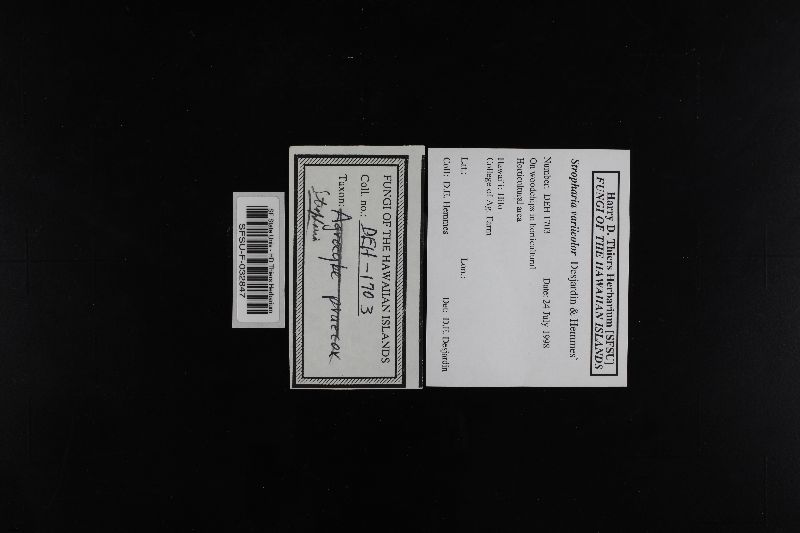 Harry D. Thiers Herbarium [SFSU]
FUNGI OF THE HAWAIIAN ISLANDS
Stropharia variicolor Desjardin & Hemmes
Number: DEH 1703 Date: 24 July 1998
On woodchips in horticultural
Horticultural area
Hawai'i: Hilo
College of Ag. Farm
Lat.: Lon.:
Coll: D.E. Hemmes Det: D.E. Desjardin
FUNGI OF THE HAWAIIAN ISLANDS
Coll. no.: DEH-1703
Taxon: Agrocybe praecox
Stropharia
SF State Univ - HD Thiers Herbarium
SFSU-F-032847